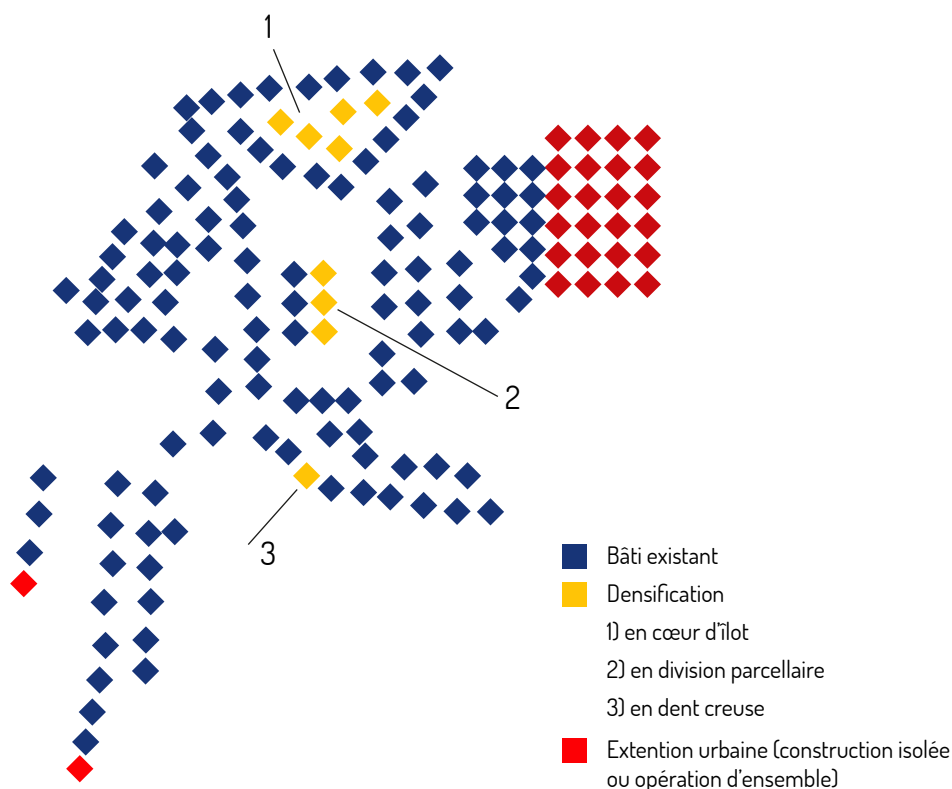 1
2
3
Bâti existant
Densification
1) en cœur d'îlot
2) en division parcellaire
3) en dent creuse
Extention urbaine (construction isolée
ou opération d'ensemble)